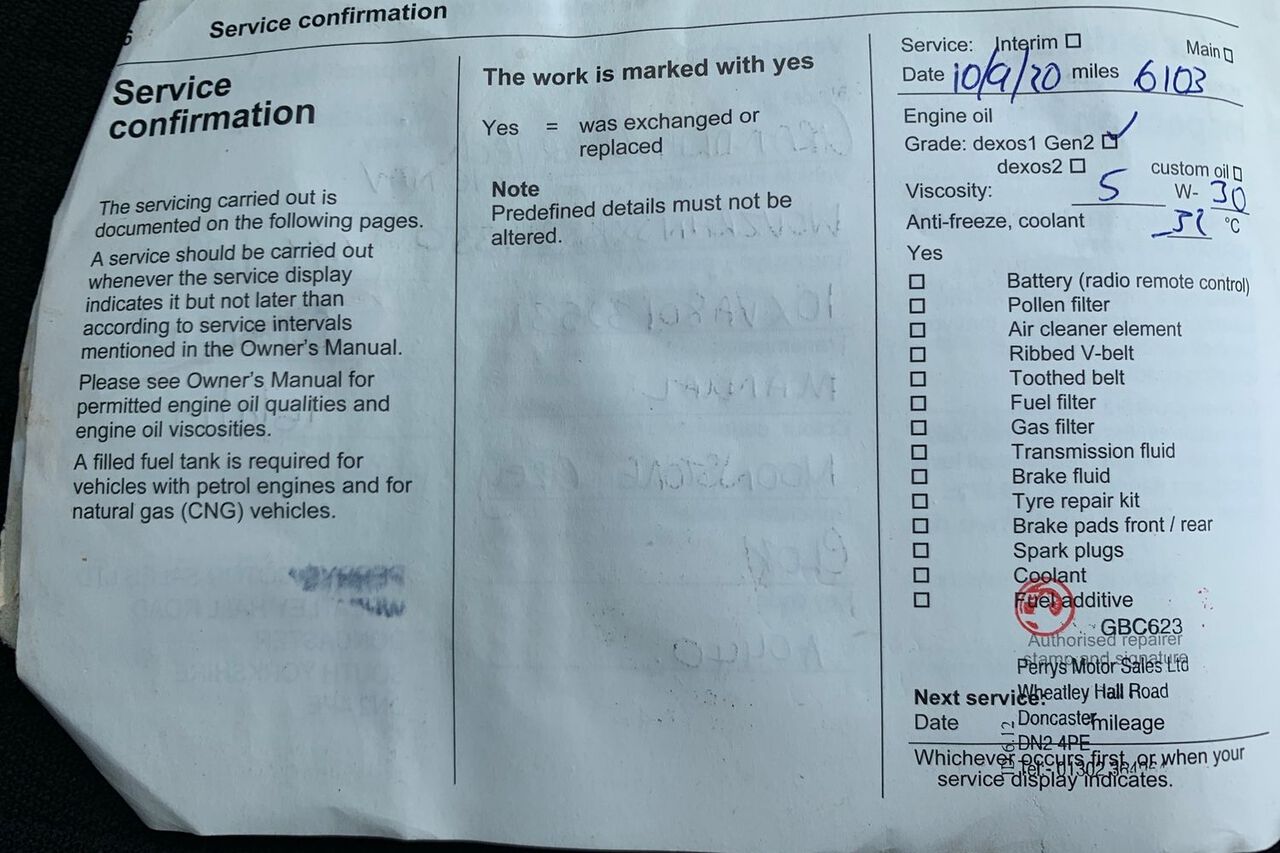 6
Service confirmation
Service
confirmation
The servicing carried out is
documented on the following pages.
A service should be carried out
whenever the service display
indicates it but not later than
according to service intervals
mentioned in the Owner's Manual.
Please see Owner's Manual for
permitted engine oil qualities and
engine oil viscosities.
A filled fuel tank is required for
vehicles with petrol engines and for
natural gas (CNG) vehicles.
The work is marked with yes
Yes = was exchanged or
replaced
Note
Predefined details must not be
altered.
Service: Interim Main
Date 10/9/20 miles 6103
Engine oil
Grade: dexos1 Gen2
dexos2 custom oil
Viscosity: 5 W- 30
Anti-freeze, coolant °C
Yes
Battery (radio remote control)
Pollen filter
Air cleaner element
Ribbed V-belt
Toothed belt
Fuel filter
Gas filter
Transmission fluid
Brake fluid
Tyre repair kit
Brake pads front / rear
Spark plugs
Coolant
Fuel additive
GBC623
Authorised repairer
stamp and signature
Perrys Motor Sales Ltd
Wheatley Hall Road
Next service:
Doncaster
Date mileage
DN2 4PE
Tel:- 01302
Whichever occurs first, or when your
service display indicates.